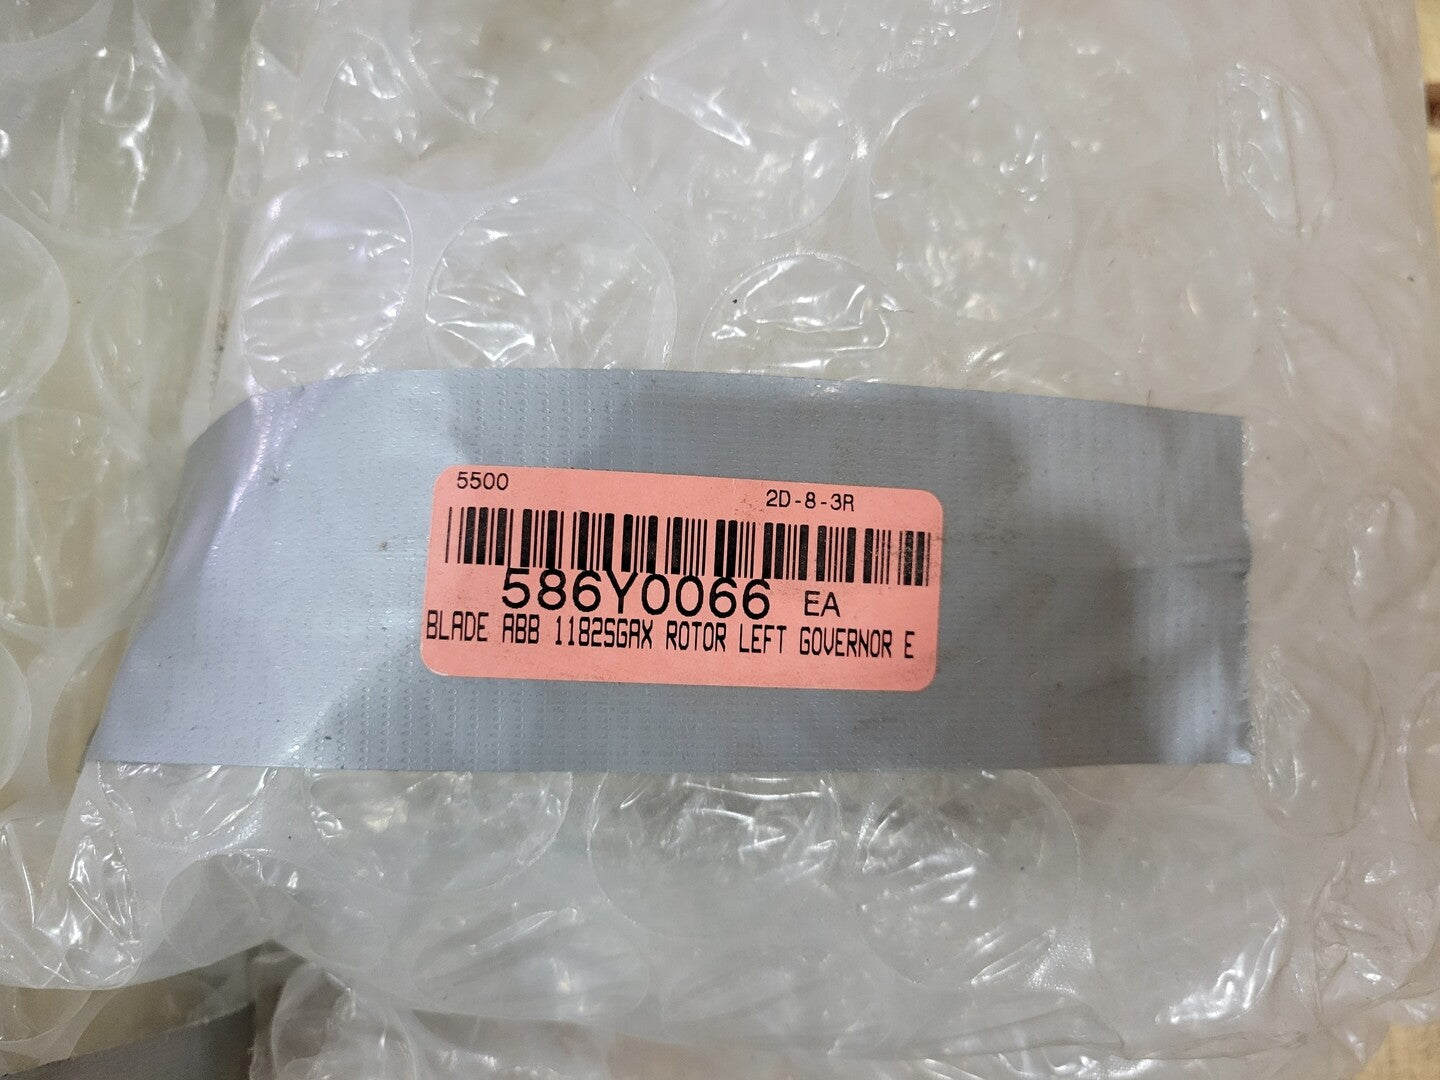 5500 2D-8-3R
586Y0066 EA
BLADE ABB 1182SGAX ROTOR LEFT GOVERNOR E